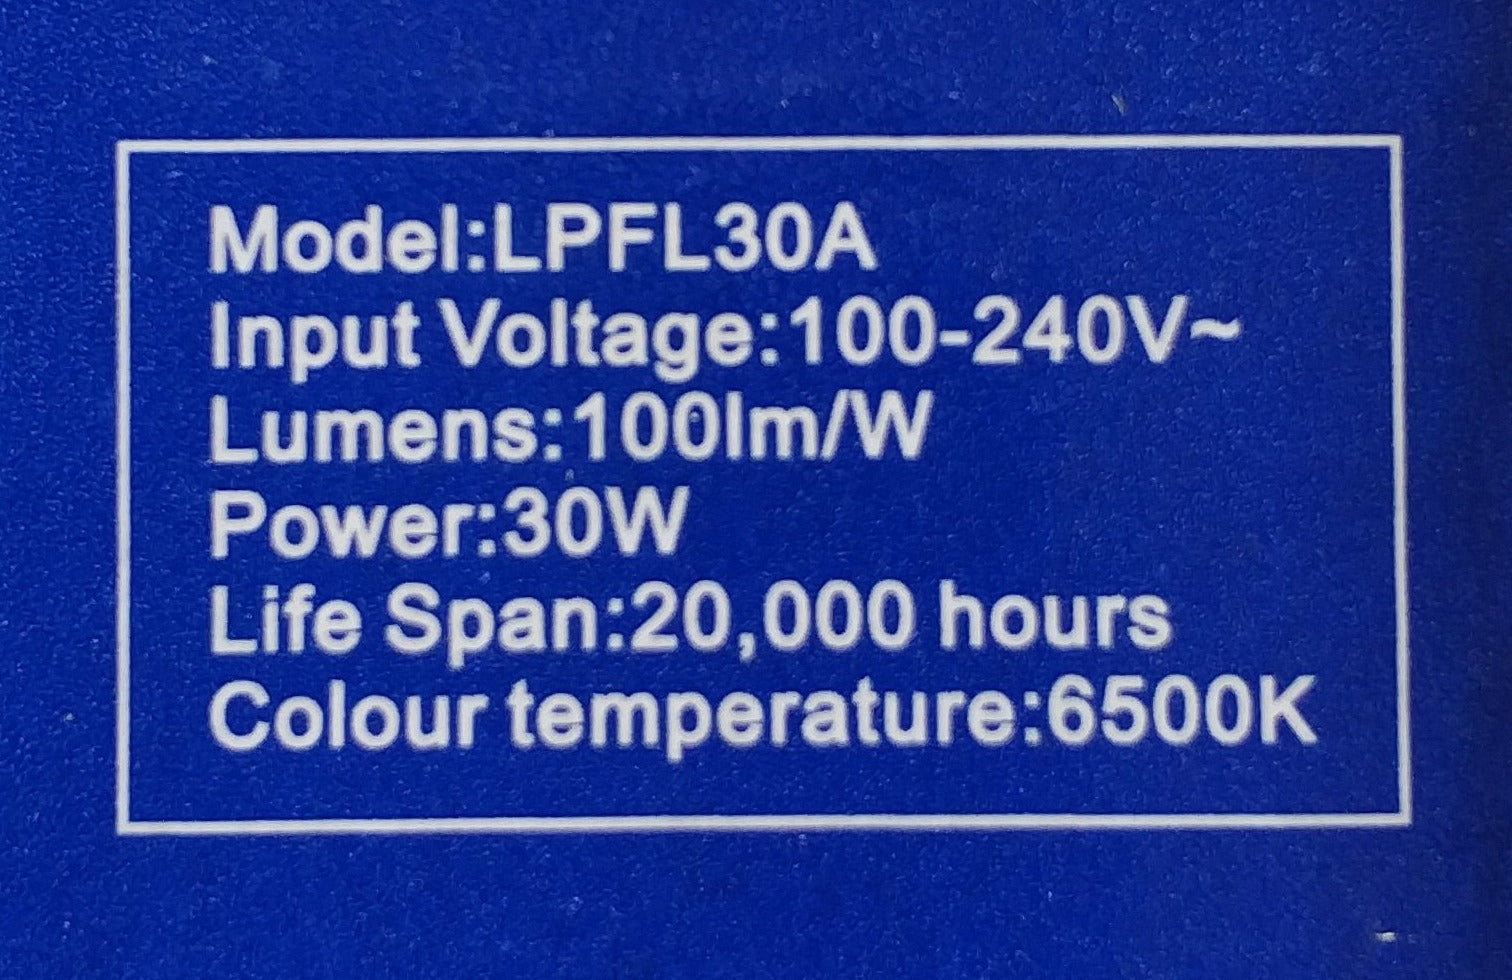 Model:LPFL30A
Input Voltage:100-240V~
Lumens:100lm/W
Power:30W
Life Span:20,000 hours
Colour temperature:6500K